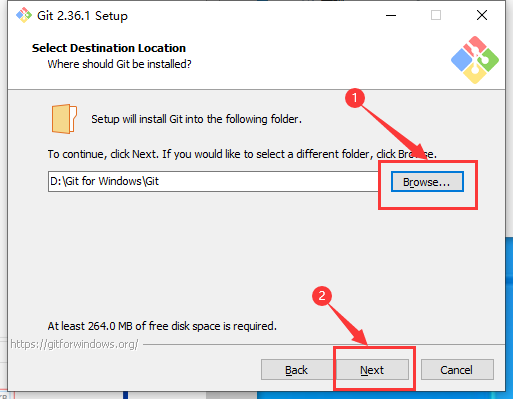 Git 2.36.1 Setup
Select Destination Location
Where should Git be installed?
1
Setup will install Git into the following folder.
To continue, click Next. If you would like to select a different folder, click Browse.
D:\Git for Windows\Git
Browse...
2
At least 264.0 MB of free disk space is required.
https://gitforwindows.org/
Back
Next
Cancel